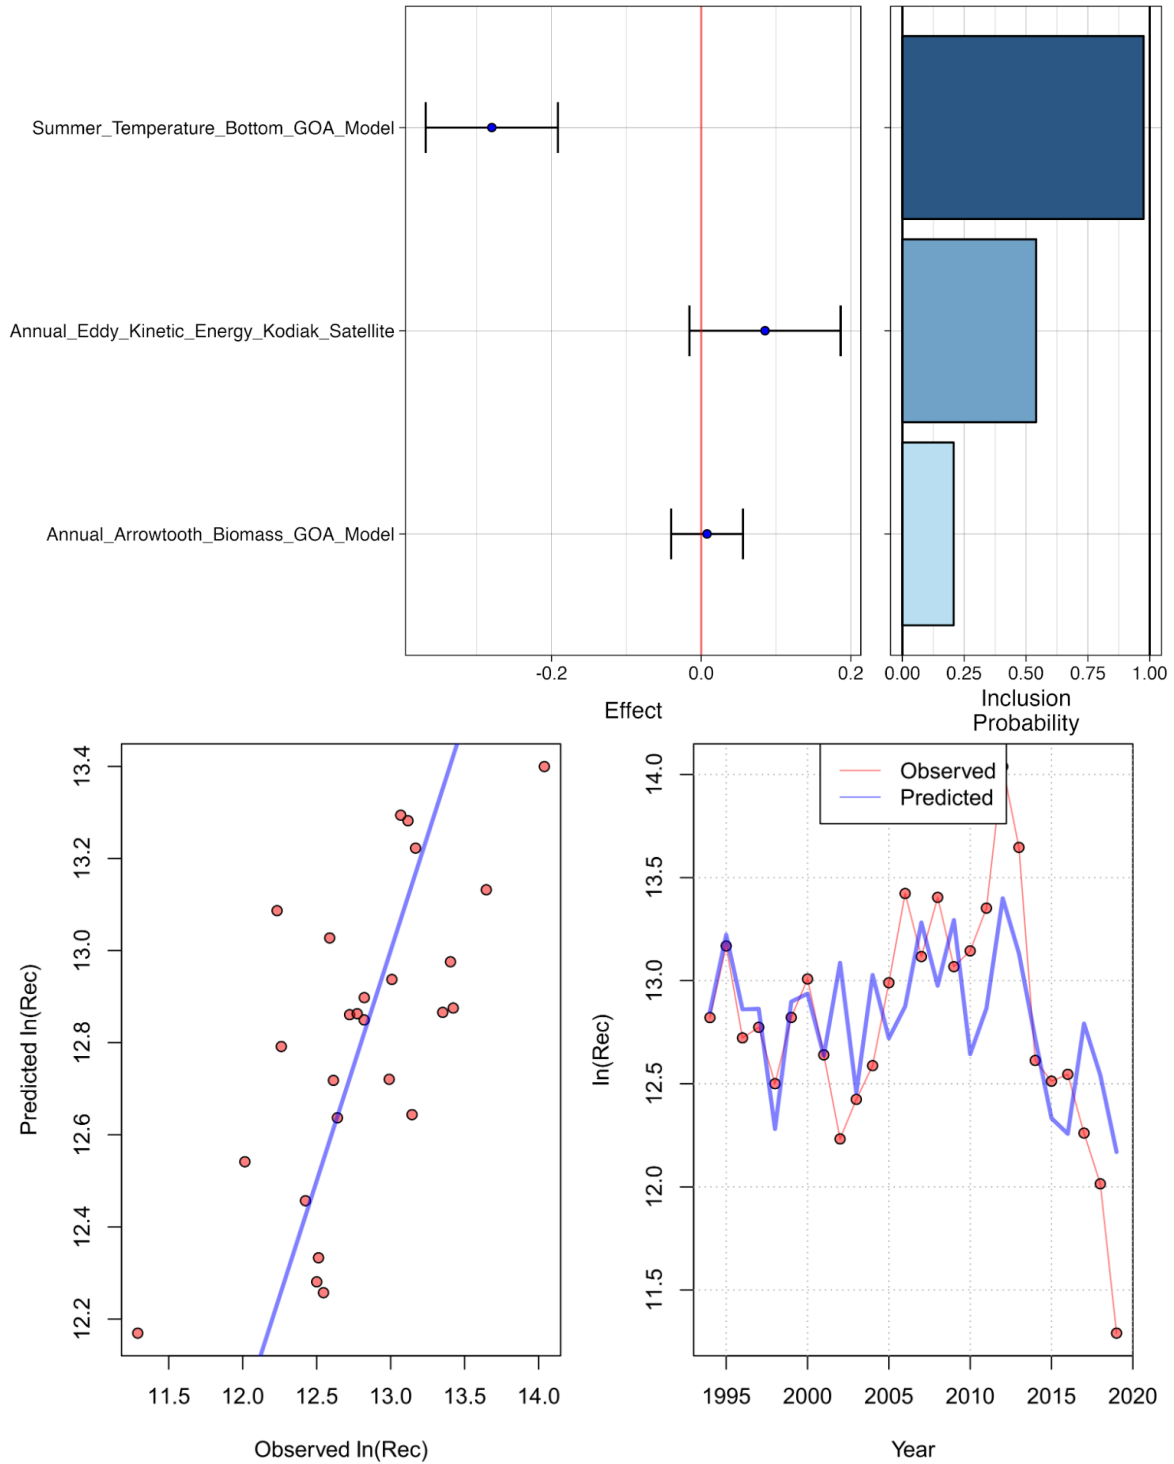 Summer_Temperature_Bottom_GOA_Model
Annual_Eddy_Kinetic_Energy_Kodiak_Satellite
Annual_Arrowtooth_Biomass_GOA_Model
-0.2 0.0 0.2
Effect
0.00 0.25 0.50 0.75 1.00
Inclusion
Probability
Predicted ln(Rec)
13.4
13.2
13.0
12.8
12.6
12.4
12.2
11.5 12.0 12.5 13.0 13.5 14.0
Observed ln(Rec)
ln(Rec)
14.0
13.5
13.0
12.5
12.0
11.5
Observed
Predicted
1995 2000 2005 2010 2015 2020
Year